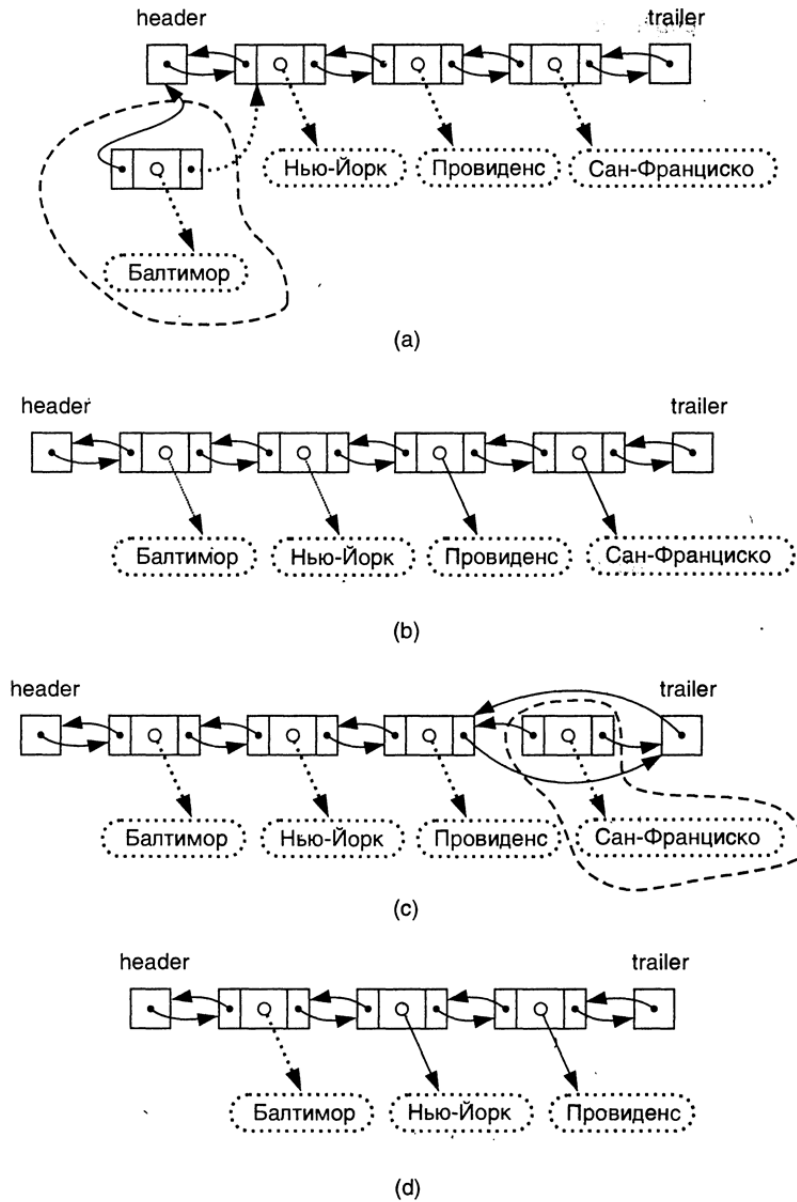 header
trailer
Нью-Йорк
Провиденс
Сан-Франциско
Балтимор
(a)
header
trailer
Балтимор
Нью-Йорк
Провиденс
Сан-Франциско
(b)
header
trailer
Балтимор
Нью-Йорк
Провиденс
Сан-Франциско
(c)
header
trailer
Балтимор
Нью-Йорк
Провиденс
(d)